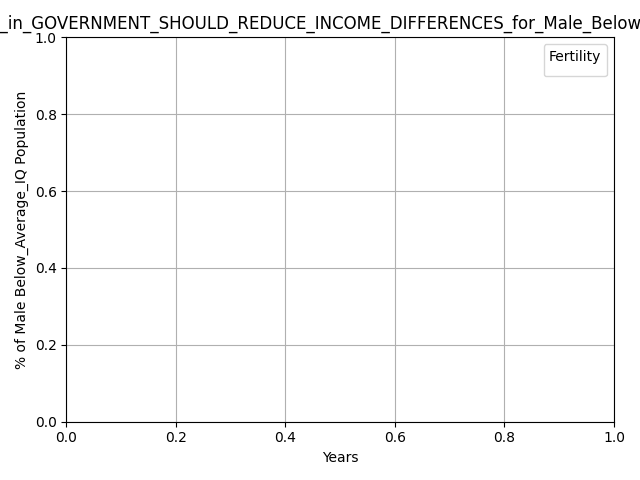 _in_GOVERNMENT_SHOULD_REDUCE_INCOME_DIFFERENCES_for_Male_Below
Fertility
% of Male Below_Average_IQ Population
1.0
0.8
0.6
0.4
0.2
0.0
0.0 0.2 0.4 0.6 0.8 1.0
Years